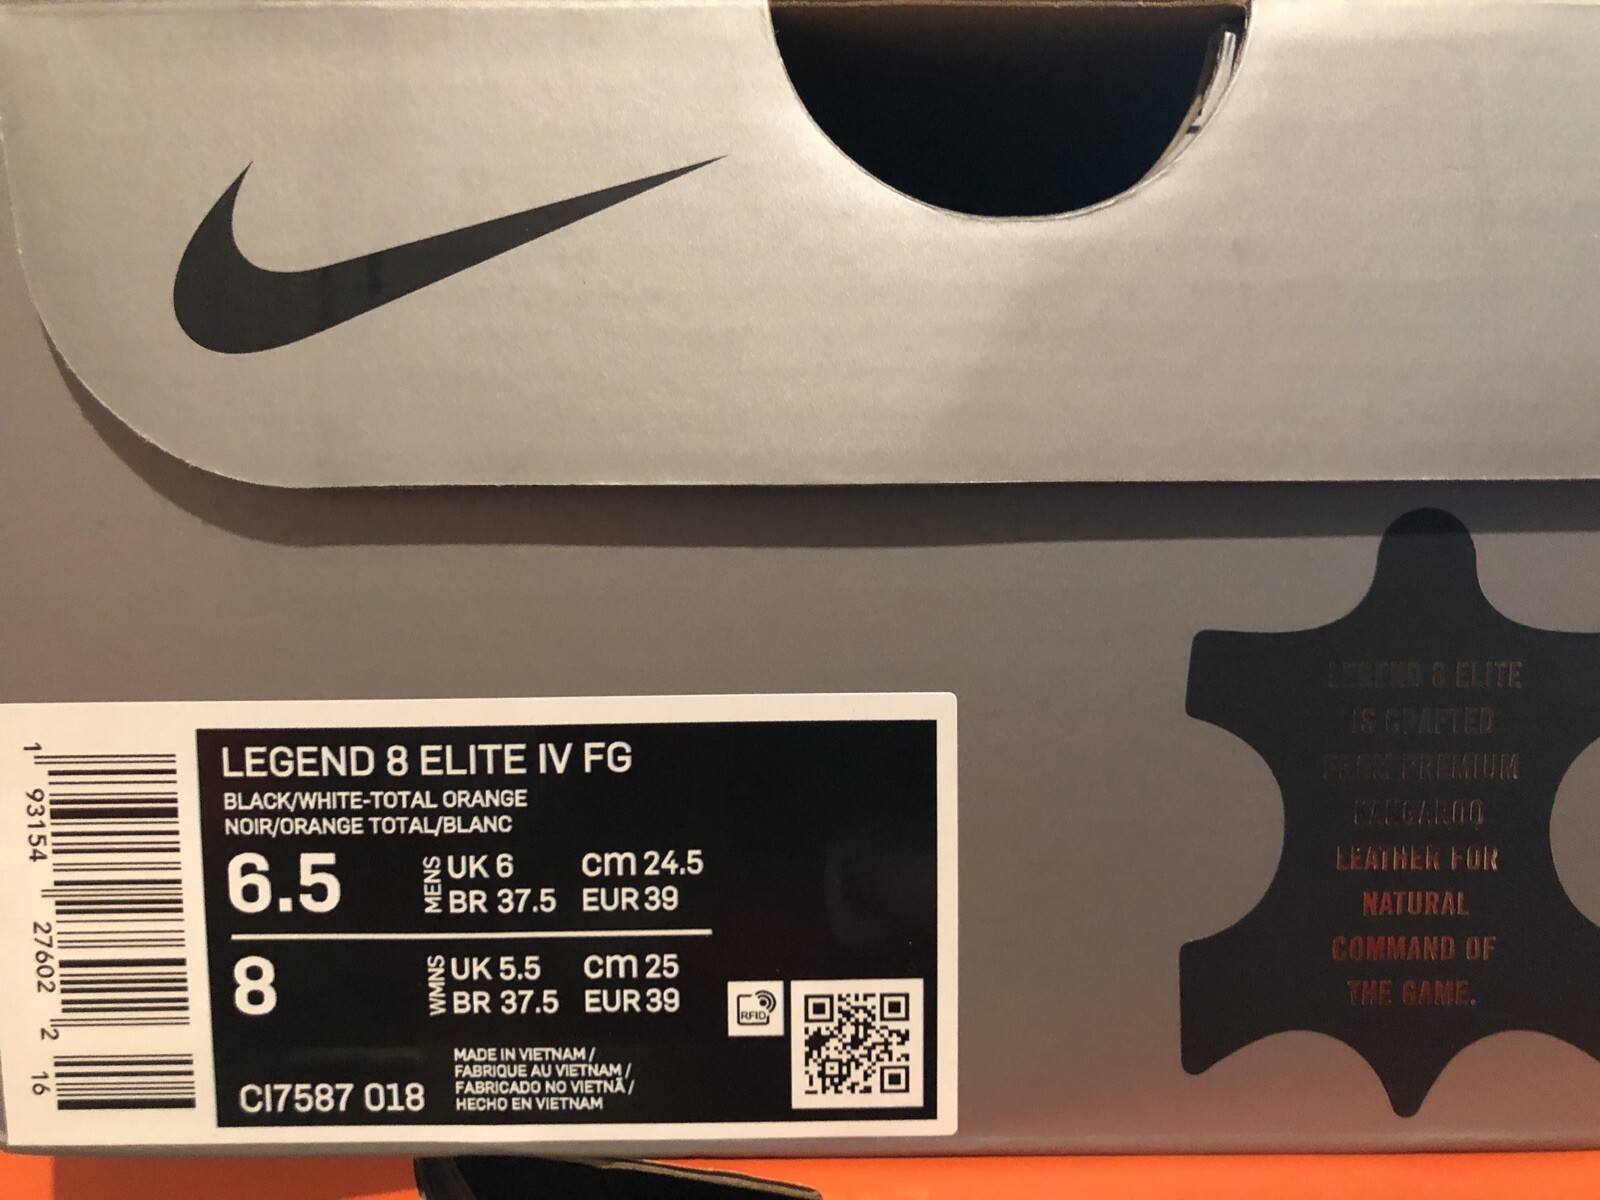 LEGEND 8 ELITE IV FG
BLACK/WHITE-TOTAL ORANGE
NOIR/ORANGE TOTAL/BLANC
6.5 MENS UK 6 cm 24.5
BR 37.5 EUR 39
8 WMNS UK 5.5 cm 25
BR 37.5 EUR 39
RFID
MADE IN VIETNAM /
FABRIQUE AU VIETNAM /
FABRICADO NO VIETNÃ /
HECHO EN VIETNAM
CI7587 018
1 93154 27602 2 16
LEGEND 8 ELITE
IS CRAFTED
FROM PREMIUM
KANGAROO
LEATHER FOR
NATURAL
COMMAND OF
THE GAME.